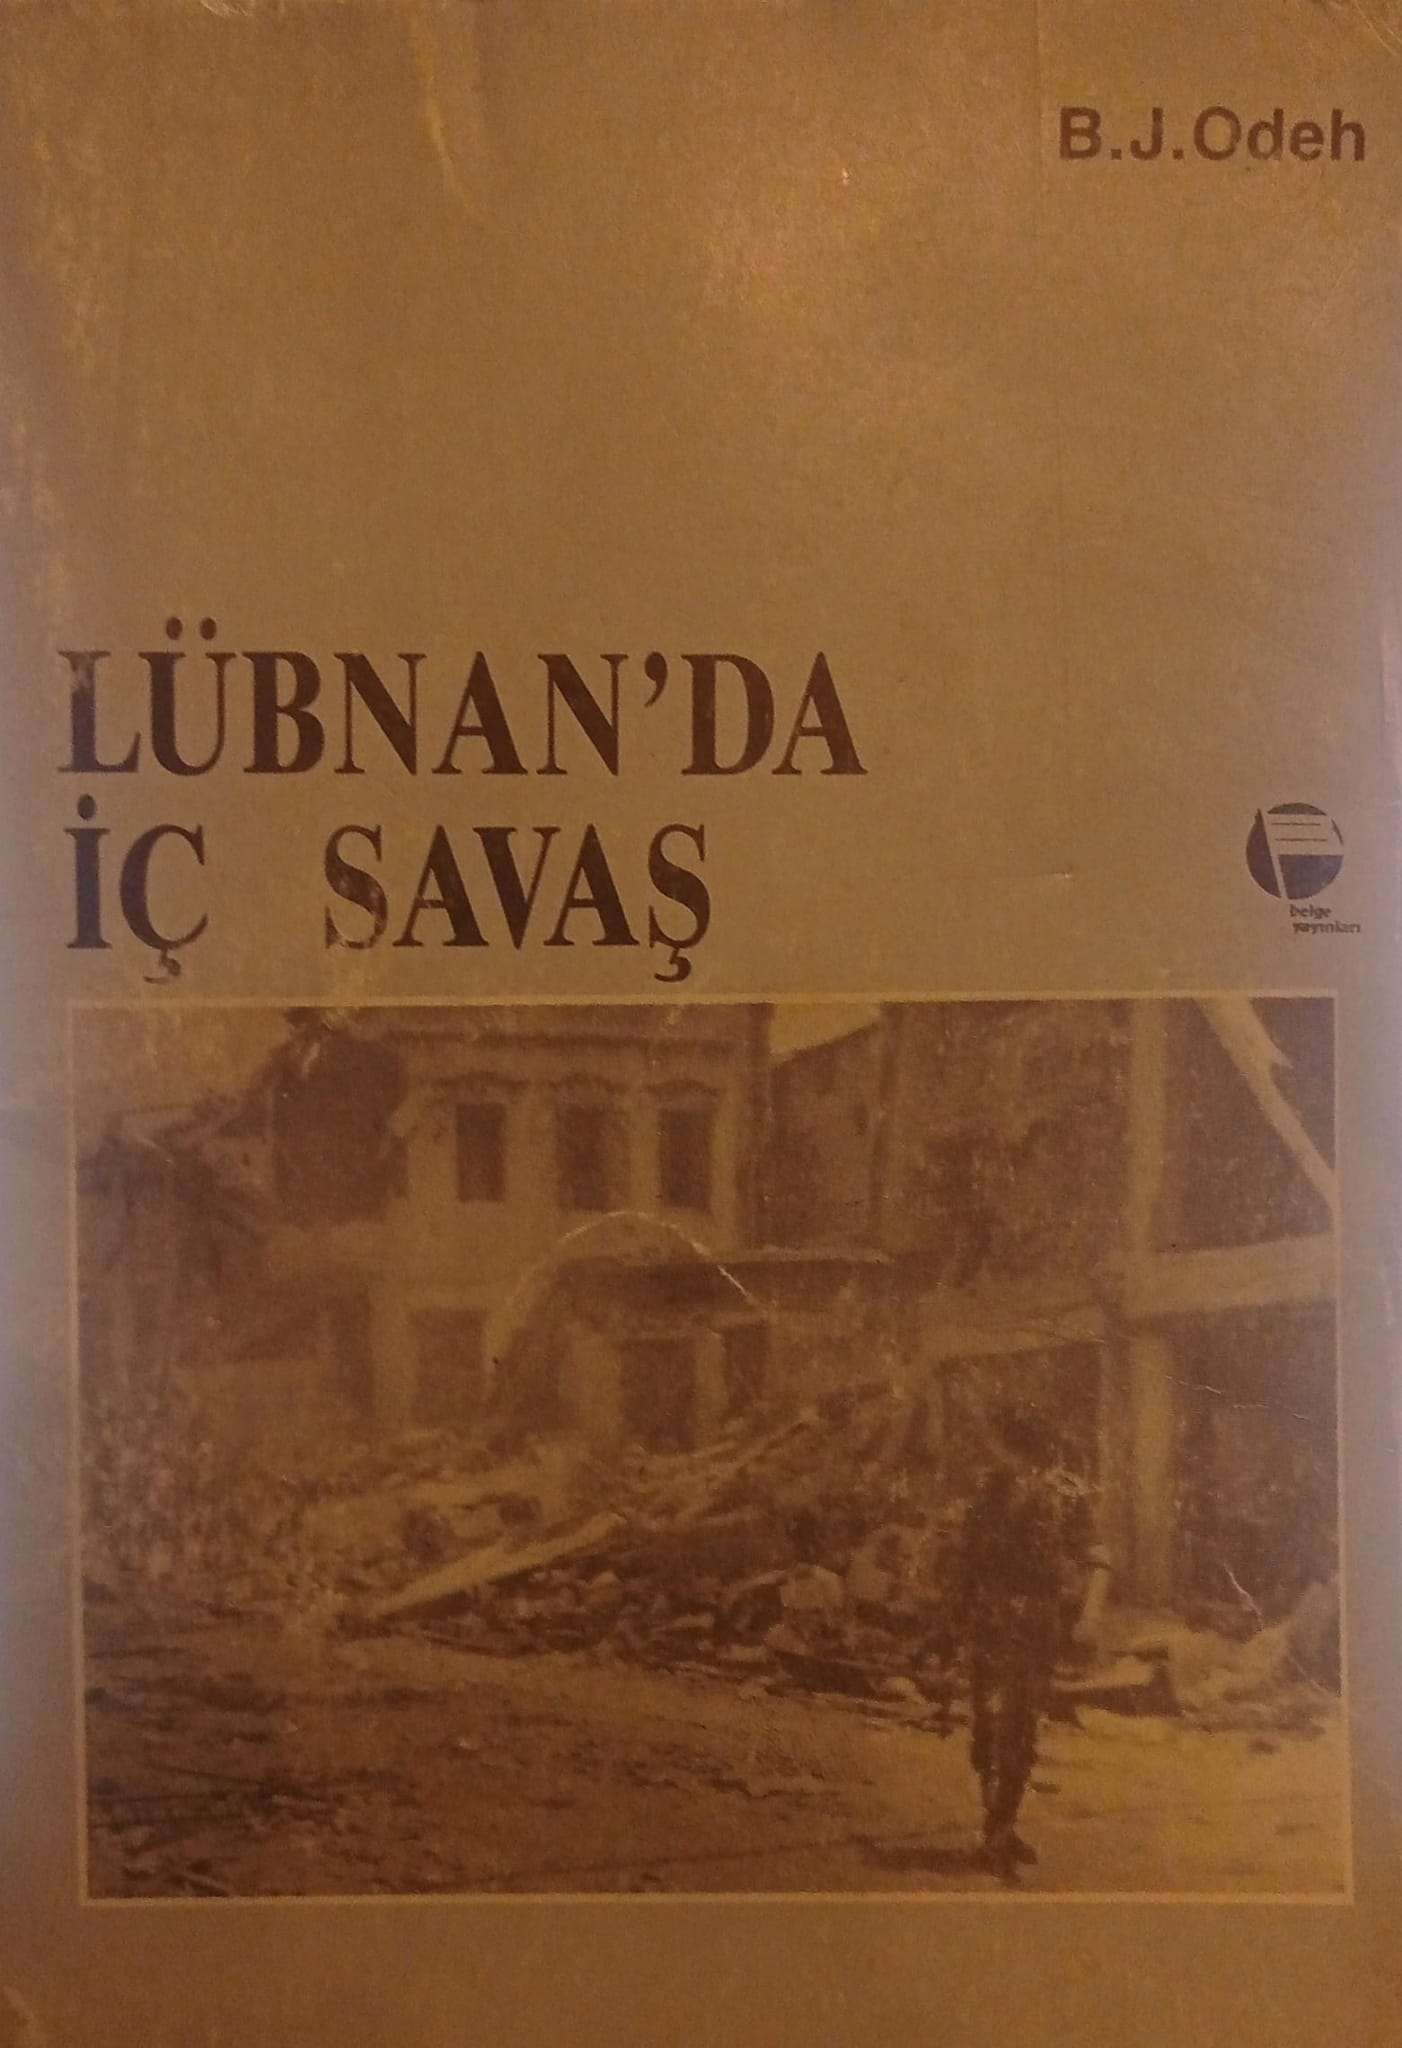 B.J.Odeh
LÜBNAN’DA
İÇ SAVAŞ
belge
yayınları